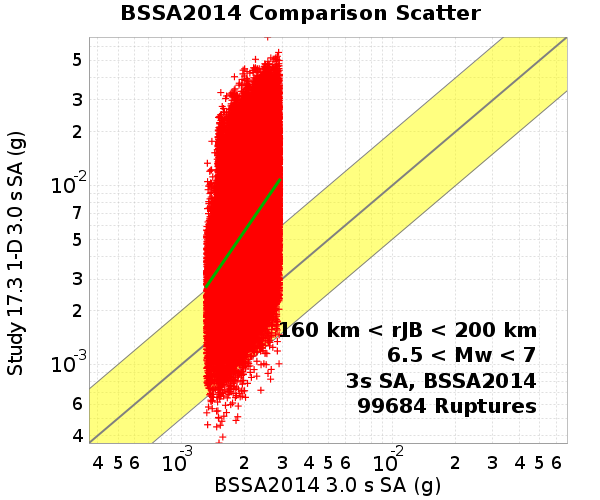 BSSA2014 Comparison Scatter
Study 17.3 1-D 3.0 s SA (g)
5
3
2
10-2
7
5
3
2
10-3
6
4
160 km < rJB < 200 km
6.5 < Mw < 7
3s SA, BSSA2014
99684 Ruptures
4 5 6 10-3 2 3 4 5 6 10-2 2 3 4 5 6
BSSA2014 3.0 s SA (g)